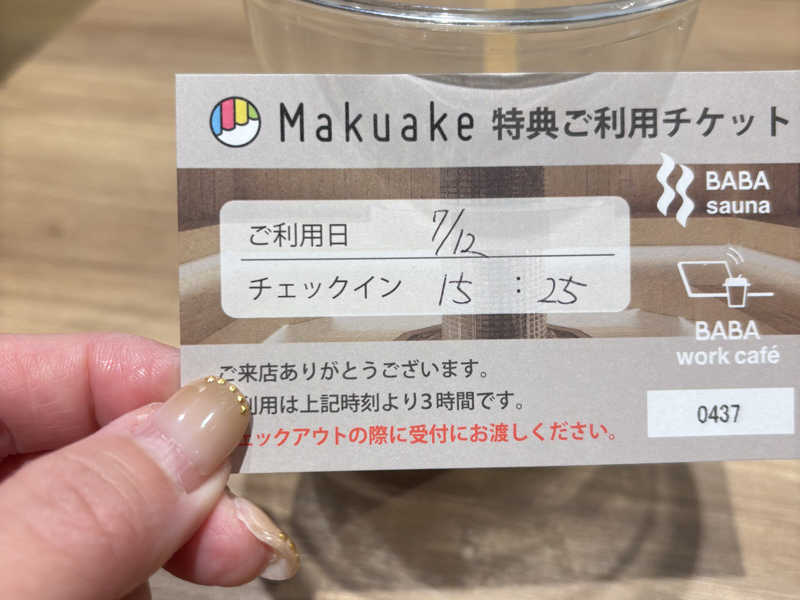 Makuake 特典ご利用チケット
BABA
sauna
ご利用日 7/12
チェックイン 15 : 25
BABA
work café
ご来店ありがとうございます。
利用は上記時刻より3時間です。
ェックアウトの際に受付にお渡しください。
0437